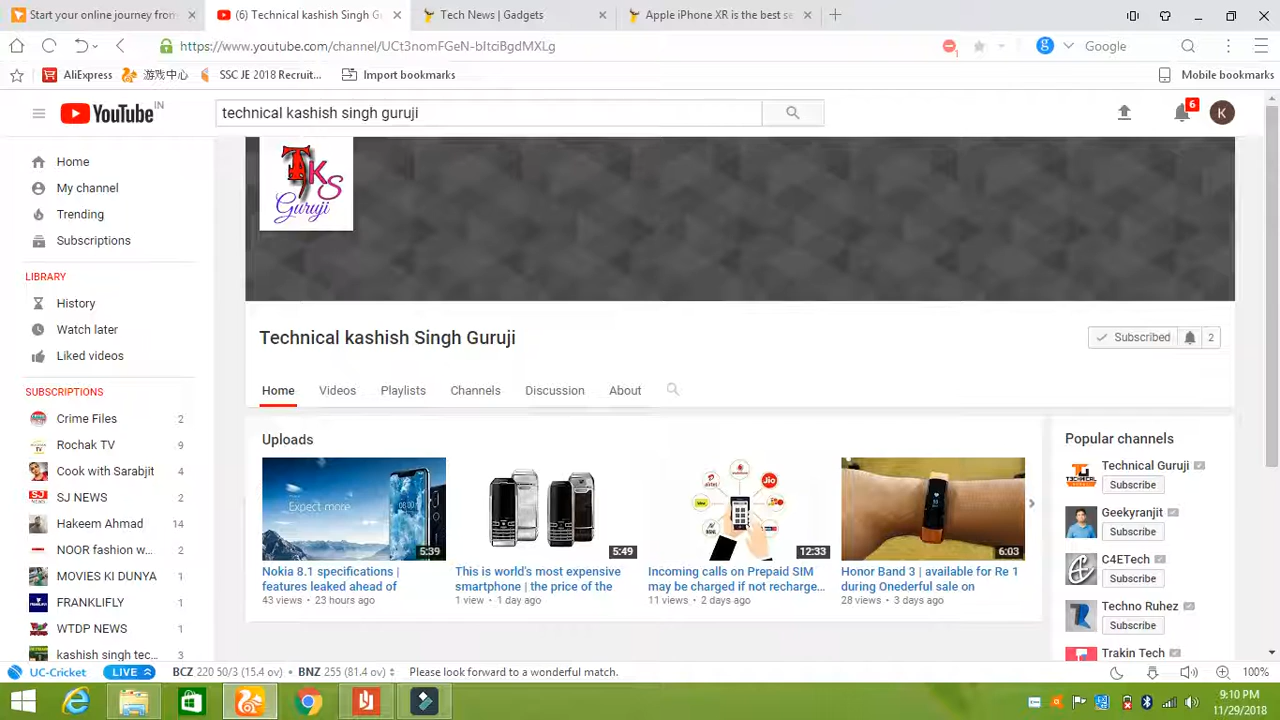 Start your online journey from
(6) Technical kashish Singh G
Tech News | Gadgets
Apple iPhone XR is the best se
https://www.youtube.com/channel/UCt3nomFGeN-bItciBgdMXLg
Google
AliExpress
游戏中心
SSC JE 2018 Recruit...
Import bookmarks
Mobile bookmarks
YouTube IN
technical kashish singh guruji
6
K
Home
My channel
Trending
Subscriptions
LIBRARY
History
Watch later
Liked videos
SUBSCRIPTIONS
Crime Files 2
Rochak TV 9
Cook with Sarabjit 4
SJ NEWS 2
Hakeem Ahmad 14
NOOR fashion w... 2
MOVIES KI DUNYA 1
FRANKLIFLY 1
WTDP NEWS 1
kashish singh tec... 3
TKS
Guruji
Technical kashish Singh Guruji
Subscribed 2
Home Videos Playlists Channels Discussion About
Uploads
Expect more
5:39
Nokia 8.1 specifications |
features leaked ahead of
43 views • 23 hours ago
5:49
This is world's most expensive
smartphone | the price of the
1 view • 1 day ago
Jio
12:33
Incoming calls on Prepaid SIM
may be charged if not recharge...
11 views • 2 days ago
6:03
Honor Band 3 | available for Re 1
during Onederful sale on
28 views • 3 days ago
Popular channels
Technical Guruji
Subscribe
Geekyranjit
Subscribe
C4ETech
Subscribe
Techno Ruhez
Subscribe
Trakin Tech
UC-Cricket LIVE BCZ 220 50/3 (15.4 ov) • BNZ 255 (81.4 ov) Please look forward to a wonderful match.
100%
9:10 PM
11/29/2018